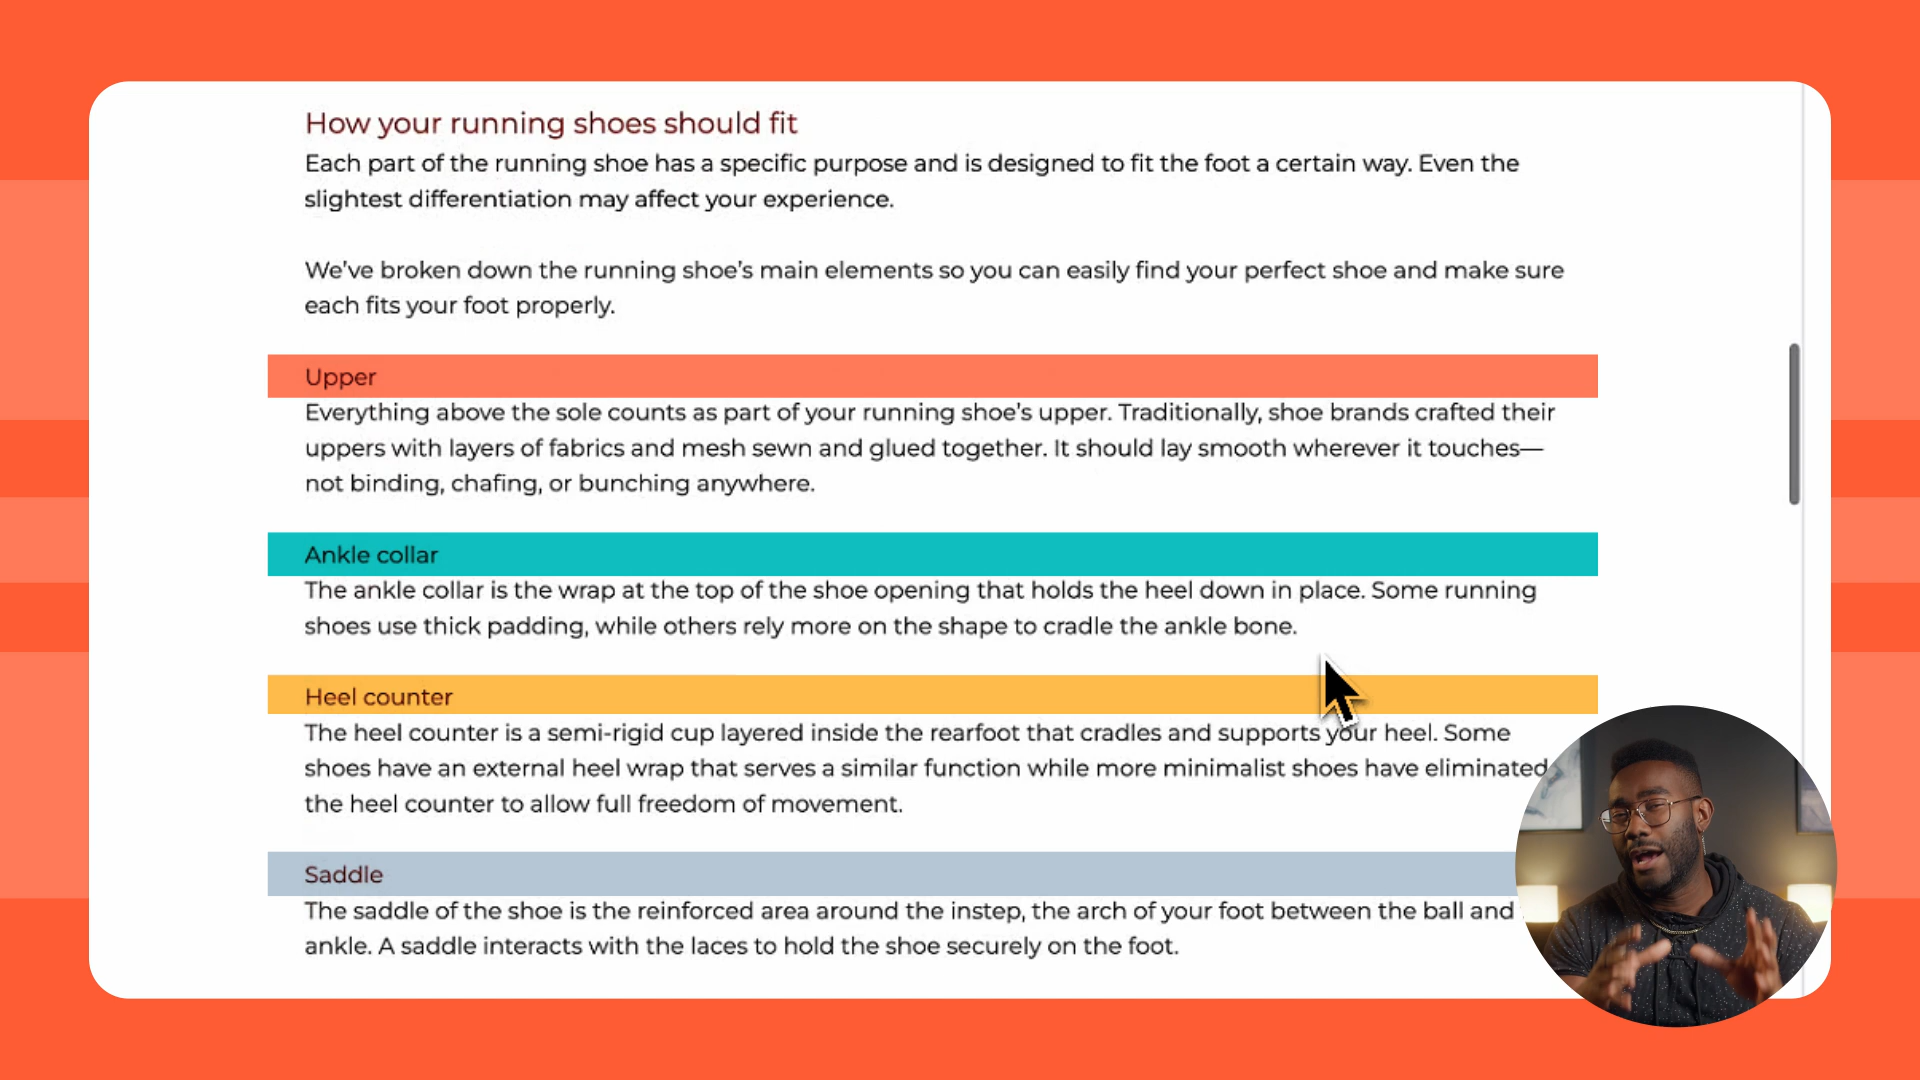 How your running shoes should fit
Each part of the running shoe has a specific purpose and is designed to fit the foot a certain way. Even the
slightest differentiation may affect your experience.
We've broken down the running shoe's main elements so you can easily find your perfect shoe and make sure
each fits your foot properly.
Upper
Everything above the sole counts as part of your running shoe's upper. Traditionally, shoe brands crafted their
uppers with layers of fabrics and mesh sewn and glued together. It should lay smooth wherever it touches—
not binding, chafing, or bunching anywhere.
Ankle collar
The ankle collar is the wrap at the top of the shoe opening that holds the heel down in place. Some running
shoes use thick padding, while others rely more on the shape to cradle the ankle bone.
Heel counter
The heel counter is a semi-rigid cup layered inside the rearfoot that cradles and supports your heel. Some
shoes have an external heel wrap that serves a similar function while more minimalist shoes have eliminated
the heel counter to allow full freedom of movement.
Saddle
The saddle of the shoe is the reinforced area around the instep, the arch of your foot between the ball and
ankle. A saddle interacts with the laces to hold the shoe securely on the foot.